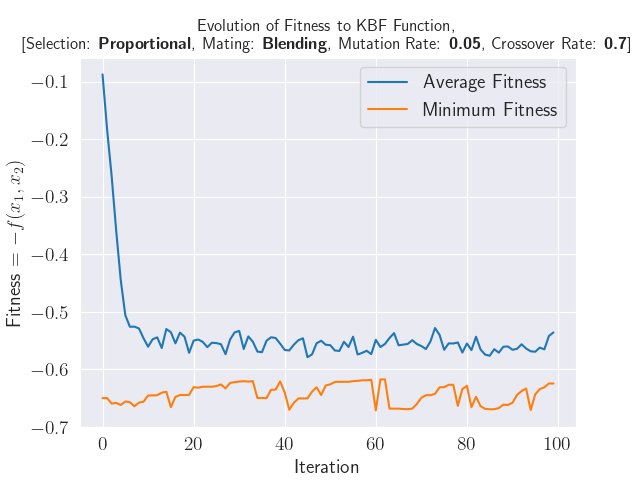 Evolution of Fitness to KBF Function,
[Selection: Proportional, Mating: Blending, Mutation Rate: 0.05, Crossover Rate: 0.7]
Average Fitness
Minimum Fitness
Fitness = −f(x₁, x₂)
−0.1
−0.2
−0.3
−0.4
−0.5
−0.6
−0.7
0 20 40 60 80 100
Iteration